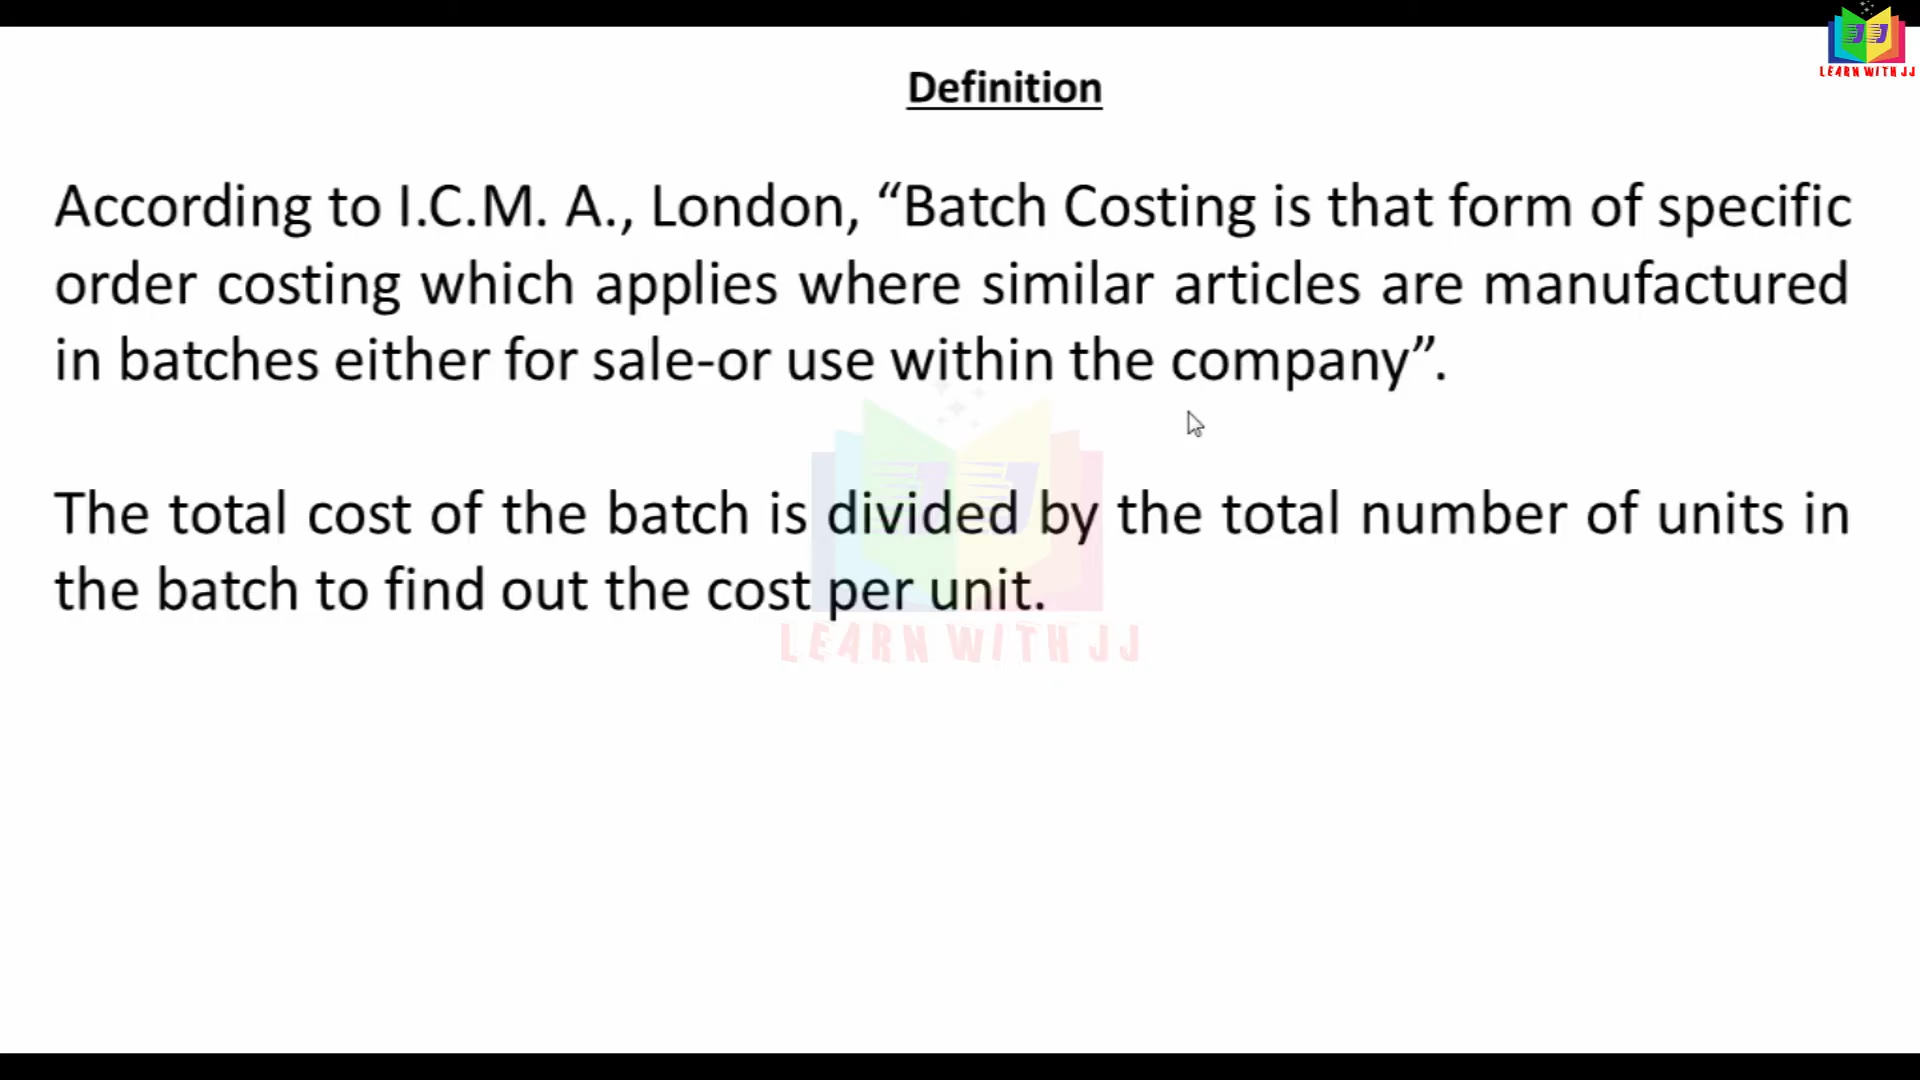 LEARN WITH JJ
Definition
According to I.C.M. A., London, “Batch Costing is that form of specific
order costing which applies where similar articles are manufactured
in batches either for sale-or use within the company”.
The total cost of the batch is divided by the total number of units in
the batch to find out the cost per unit.
LEARN WITH JJ